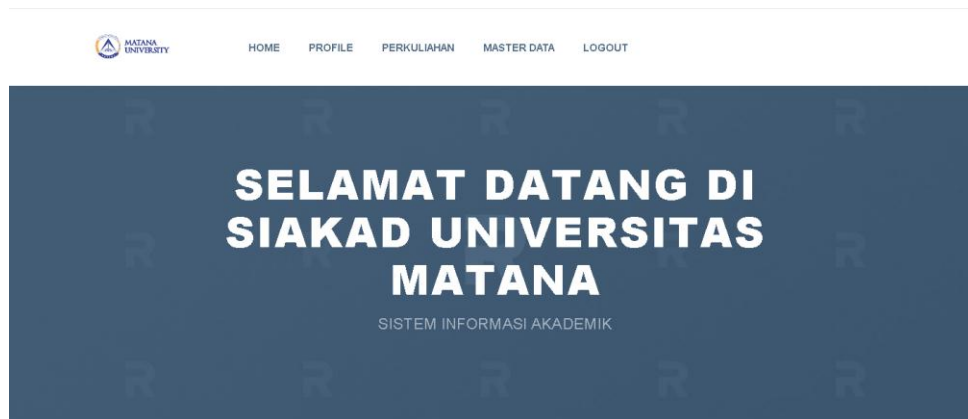 MATANA
UNIVERSITY
HOME PROFILE PERKULIAHAN MASTER DATA LOGOUT
SELAMAT DATANG DI
SIAKAD UNIVERSITAS
MATANA
SISTEM INFORMASI AKADEMIK